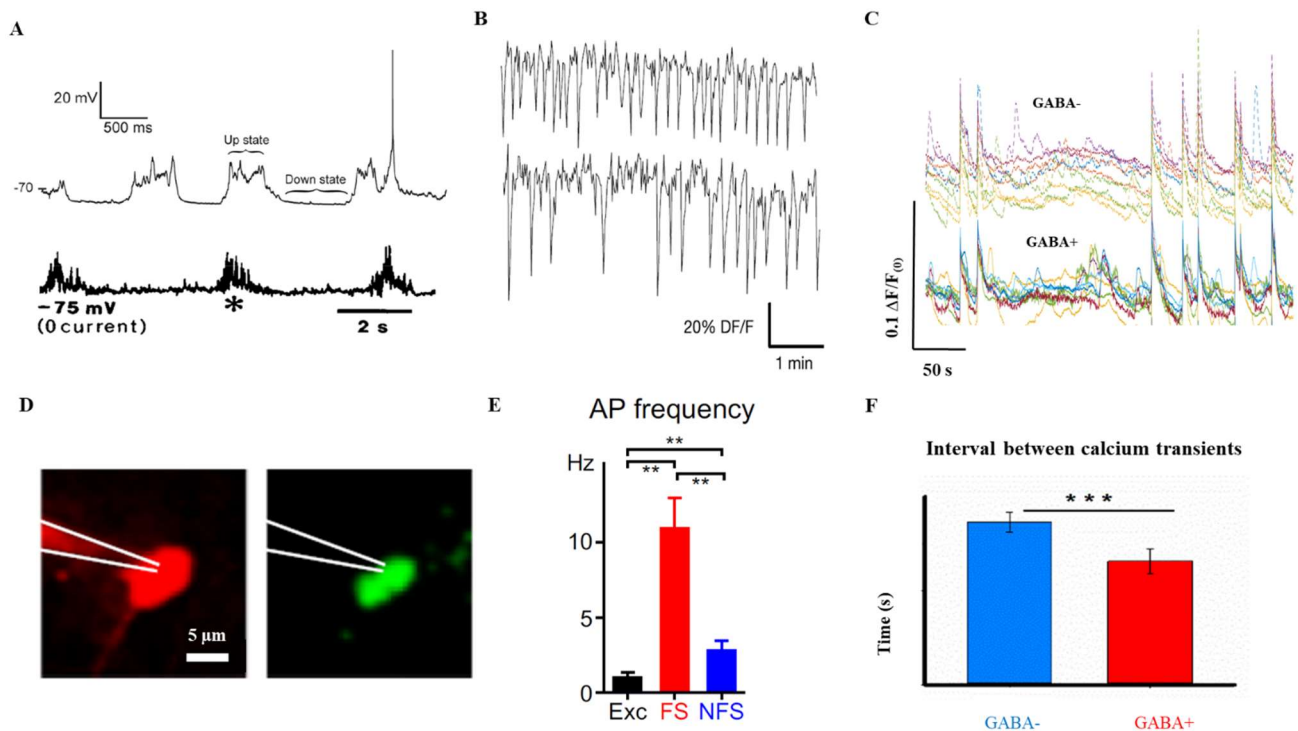 A
20 mV
500 ms
Up state
Down state
-70
~75 mV
(0 current)
*
2 s
B
20% DF/F
1 min
C
GABA-
GABA+
0.1 ΔF/F(0)
50 s
D
5 µm
E
AP frequency
Hz
**
**
**
10
5
0
Exc FS NFS
F
Interval between calcium transients
***
Time (s)
GABA- GABA+